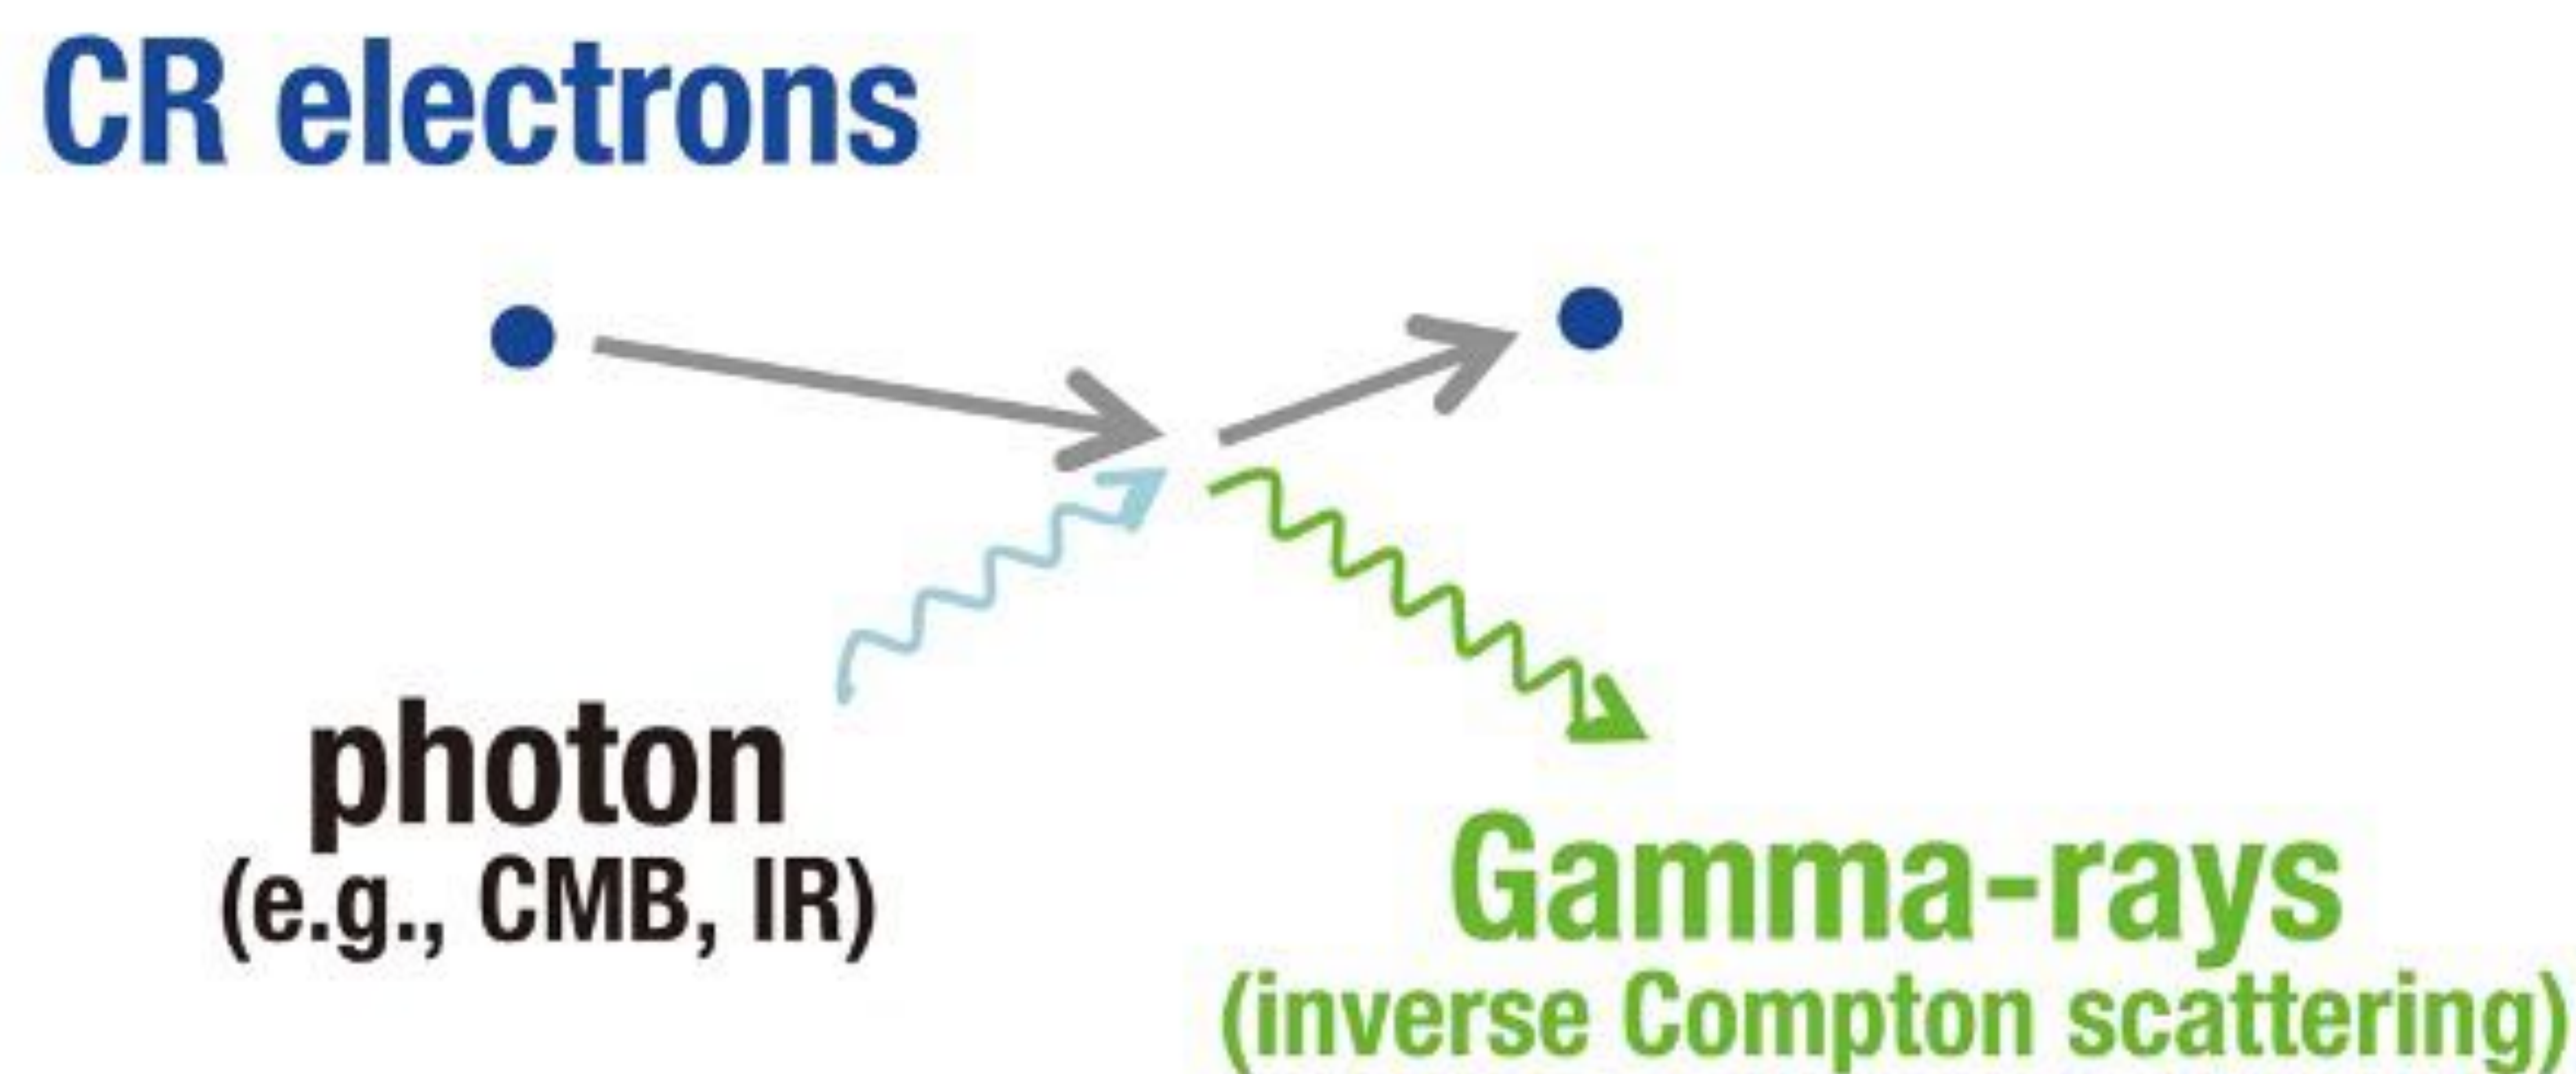 CR electrons
photon
(e.g., CMB, IR)
Gamma-rays
(inverse Compton scattering)